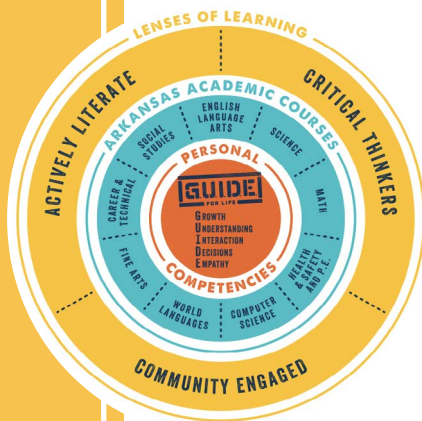 LENSES OF LEARNING
ACTIVELY LITERATE
CRITICAL THINKERS
COMMUNITY ENGAGED
ARKANSAS ACADEMIC COURSES
ENGLISH
LANGUAGE
ARTS
SCIENCE
MATH
HEALTH
& SAFETY
AND P.E.
COMPUTER
SCIENCE
WORLD
LANGUAGES
FINE ARTS
CAREER &
TECHNICAL
SOCIAL
STUDIES
PERSONAL
COMPETENCIES
GUIDE
FOR LIFE
GROWTH
UNDERSTANDING
INTERACTION
DECISIONS
EMPATHY